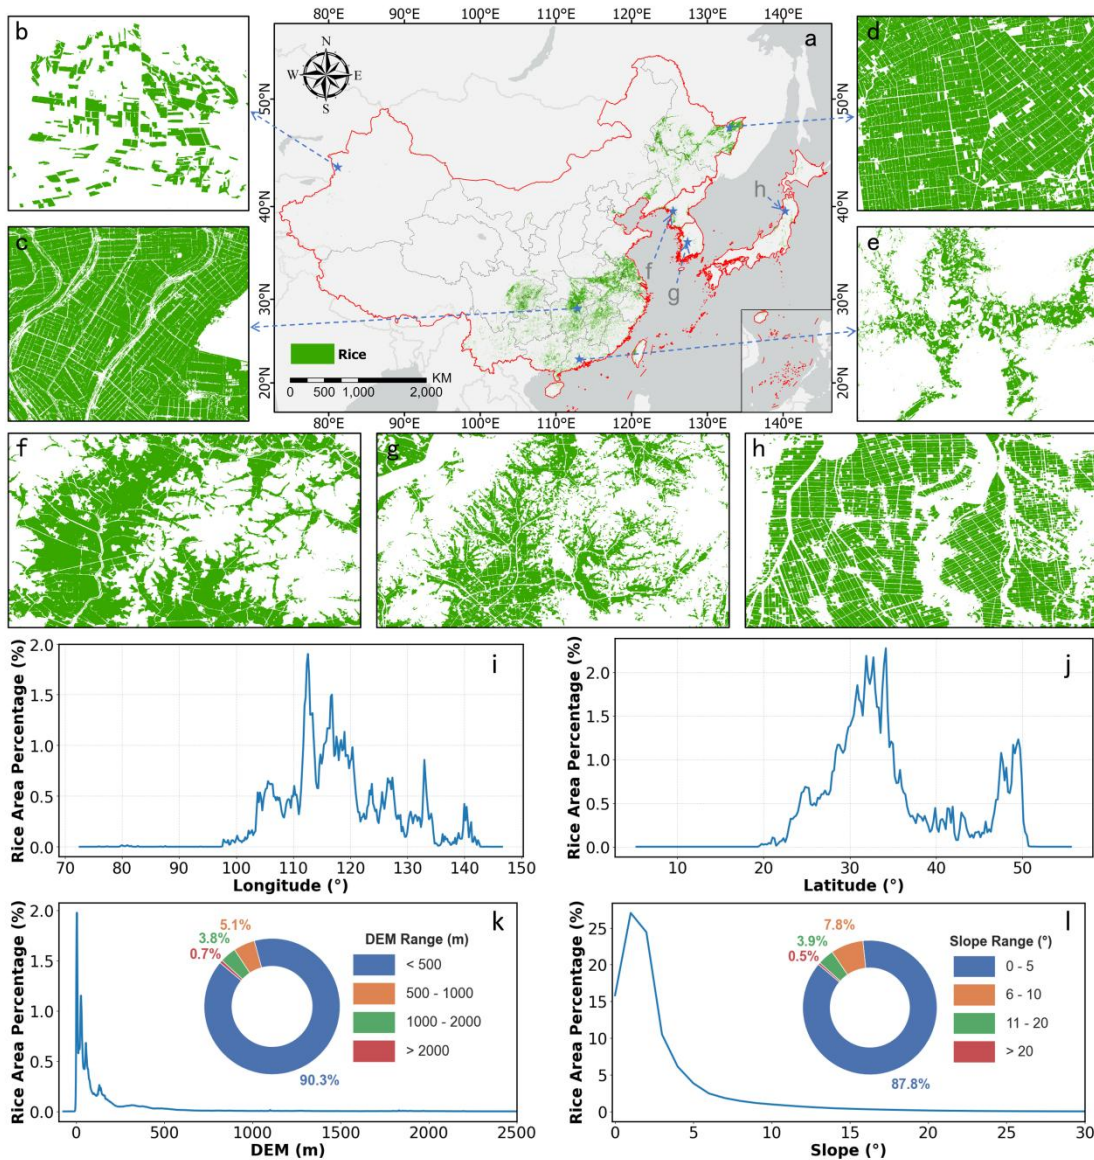 b
80°E 90°E 100°E 110°E 120°E 130°E 140°E
a
N
W E
S
50°N
40°N
30°N
20°N
50°N
40°N
30°N
20°N
h
f
g
Rice
KM
0 500 1,000 2,000
80°E 90°E 100°E 110°E 120°E 130°E 140°E
d
c
e
f
g
h
i
Rice Area Percentage (%)
2.0
1.5
1.0
0.5
0.0
70 80 90 100 110 120 130 140 150
Longitude (°)
j
Rice Area Percentage (%)
2.0
1.5
1.0
0.5
0.0
10 20 30 40 50
Latitude (°)
k
Rice Area Percentage (%)
2.0
1.5
1.0
0.5
0.0
5.1%
3.8%
0.7%
90.3%
DEM Range (m)
< 500
500 - 1000
1000 - 2000
> 2000
0 500 1000 1500 2000 2500
DEM (m)
l
Rice Area Percentage (%)
25
20
15
10
5
0
7.8%
3.9%
0.5%
87.8%
Slope Range (°)
0 - 5
6 - 10
11 - 20
> 20
0 5 10 15 20 25 30
Slope (°)